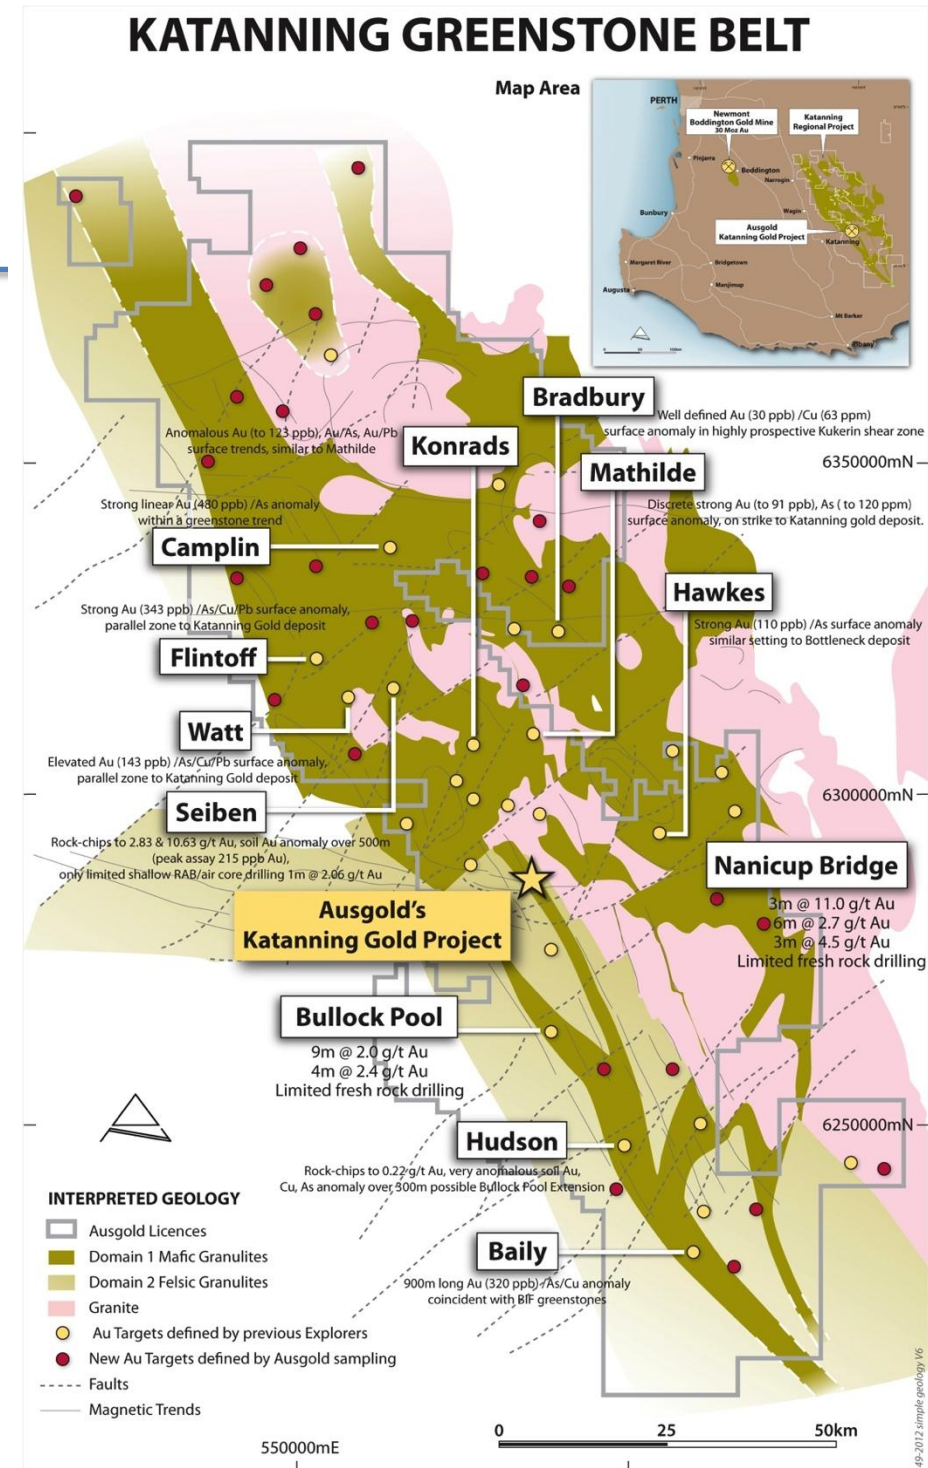 KATANNING GREENSTONE BELT
Map Area
PERTH
Newmont
Boddington Gold Mine
30 Moz Au
Katanning
Regional Project
Pinjarra
Boddington
Narrogin
Bunbury
Wagin
Ausgold
Katanning Gold Project
Katanning
Margaret River
Bridgetown
Manjimup
Augusta
Mt Barker
Albany
Bradbury
Well defined Au (30 ppb) /Cu (63 ppm)
surface anomaly in highly prospective Kukerin shear zone
Anomalous Au (to 123 ppb), Au/As, Au/Pb
surface trends, similar to Mathilde
Konrads
6350000mN
Mathilde
Discrete strong Au (to 91 ppb), As ( to 120 ppm)
surface anomaly, on strike to Katanning gold deposit.
Strong linear Au (480 ppb) /As anomaly
within a greenstone trend
Camplin
Hawkes
Strong Au (110 ppb) /As surface anomaly
similar setting to Bottleneck deposit
Strong Au (343 ppb) /As/Cu/Pb surface anomaly,
parallel zone to Katanning Gold deposit
Flintoff
Watt
Elevated Au (143 ppb) /As/Cu/Pb surface anomaly,
parallel zone to Katanning Gold deposit
6300000mN
Seiben
Rock-chips to 2.83 & 10.63 g/t Au, soil Au anomaly over 500m
(peak assay 215 ppb Au),
only limited shallow RAB/air core drilling 1m @ 2.06 g/t Au
Nanicup Bridge
3m @ 11.0 g/t Au
6m @ 2.7 g/t Au
3m @ 4.5 g/t Au
Limited fresh rock drilling
Ausgold's
Katanning Gold Project
Bullock Pool
9m @ 2.0 g/t Au
4m @ 2.4 g/t Au
Limited fresh rock drilling
6250000mN
Hudson
Rock-chips to 0.22 g/t Au, very anomalous soil Au,
Cu, As anomaly over 300m possible Bullock Pool Extension
Baily
900m long Au (320 ppb) /As/Cu anomaly
coincident with BIF greenstones
INTERPRETED GEOLOGY
Ausgold Licences
Domain 1 Mafic Granulites
Domain 2 Felsic Granulites
Granite
Au Targets defined by previous Explorers
New Au Targets defined by Ausgold sampling
Faults
Magnetic Trends
0 25 50km
550000mE
49-2012 simple geology V6